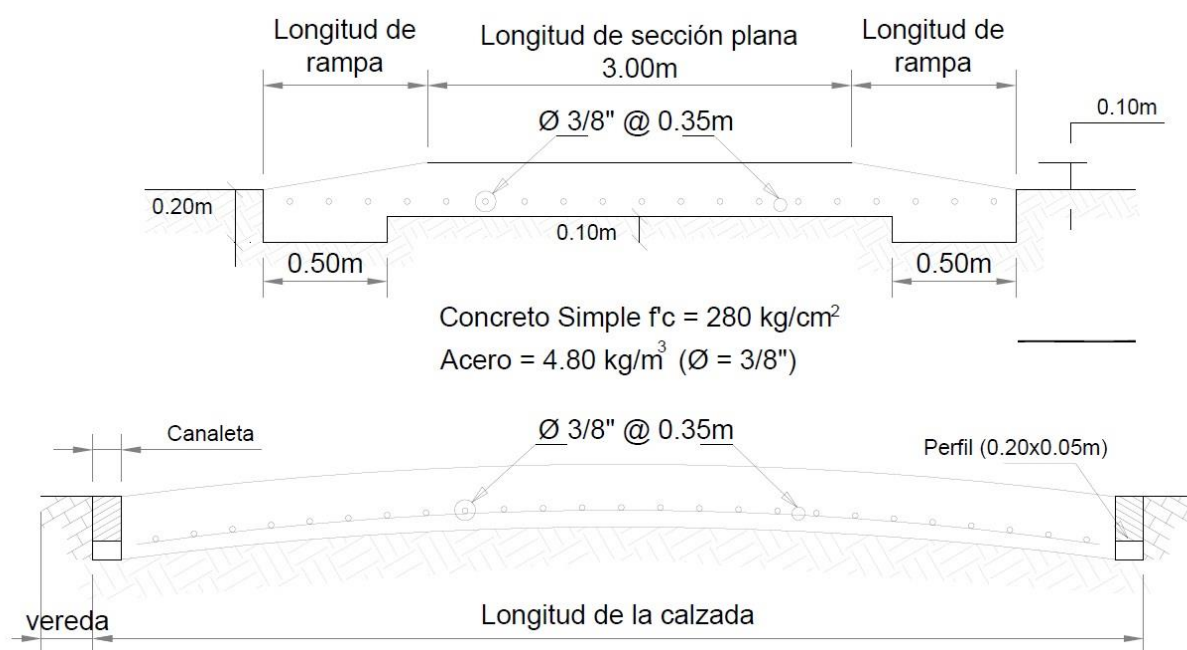 Longitud de
rampa
Longitud de sección plana
3.00m
Longitud de
rampa
Ø 3/8" @ 0.35m
0.10m
0.20m
0.10m
0.50m
0.50m
Concreto Simple f'c = 280 kg/cm²
Acero = 4.80 kg/m³ (Ø = 3/8")
Canaleta
Ø 3/8" @ 0.35m
Perfil (0.20x0.05m)
vereda
Longitud de la calzada